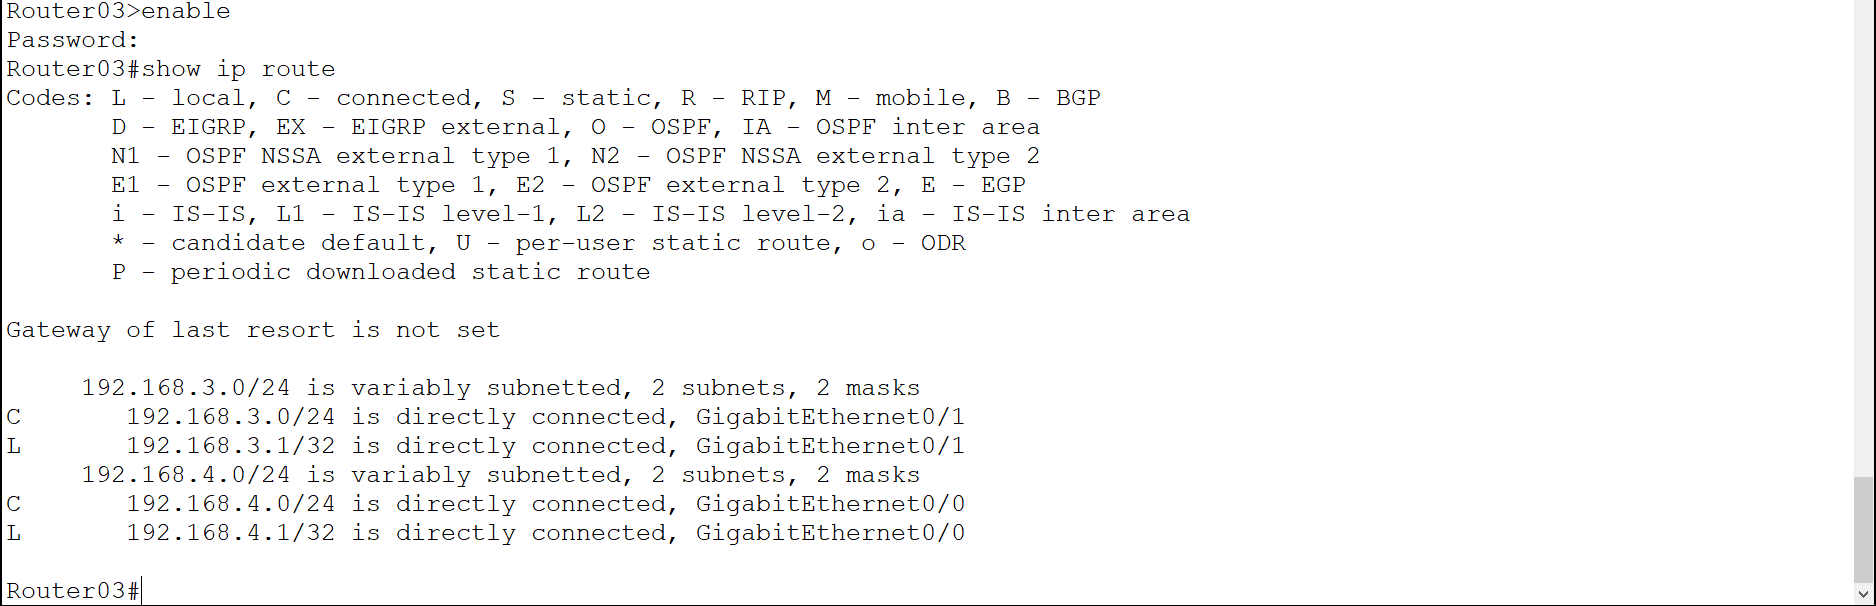 Router03>enable
Password:
Router03#show ip route
Codes: L - local, C - connected, S - static, R - RIP, M - mobile, B - BGP
       D - EIGRP, EX - EIGRP external, O - OSPF, IA - OSPF inter area
       N1 - OSPF NSSA external type 1, N2 - OSPF NSSA external type 2
       E1 - OSPF external type 1, E2 - OSPF external type 2, E - EGP
       i - IS-IS, L1 - IS-IS level-1, L2 - IS-IS level-2, ia - IS-IS inter area
       * - candidate default, U - per-user static route, o - ODR
       P - periodic downloaded static route
Gateway of last resort is not set
     192.168.3.0/24 is variably subnetted, 2 subnets, 2 masks
C       192.168.3.0/24 is directly connected, GigabitEthernet0/1
L       192.168.3.1/32 is directly connected, GigabitEthernet0/1
     192.168.4.0/24 is variably subnetted, 2 subnets, 2 masks
C       192.168.4.0/24 is directly connected, GigabitEthernet0/0
L       192.168.4.1/32 is directly connected, GigabitEthernet0/0
Router03#